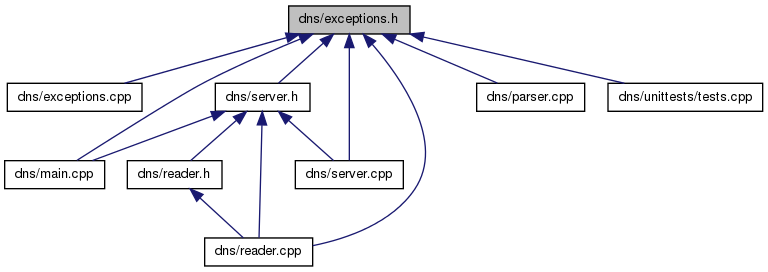 dns/exceptions.h
dns/exceptions.cpp
dns/server.h
dns/parser.cpp
dns/unittests/tests.cpp
dns/main.cpp
dns/reader.h
dns/server.cpp
dns/reader.cpp